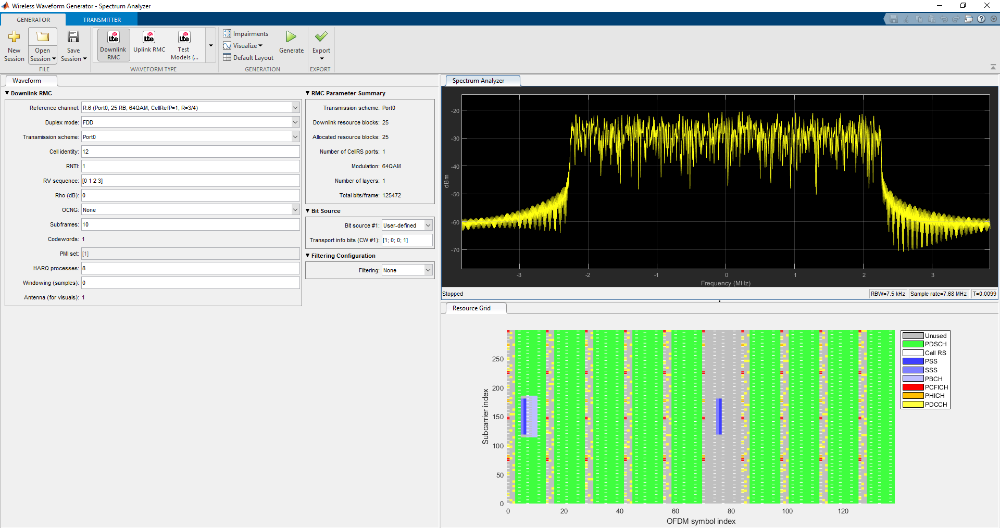 Wireless Waveform Generator - Spectrum Analyzer
GENERATOR
TRANSMITTER
New Session
Open Session
Save Session
FILE
LTE Downlink RMC
LTE Uplink RMC
LTE Test Models (...
WAVEFORM TYPE
Impairments
Visualize
Default Layout
Generate
GENERATION
Export
EXPORT
Waveform
Downlink RMC
Reference channel: R.6 (Port0, 25 RB, 64QAM, CellRefP=1, R=3/4)
Duplex mode: FDD
Transmission scheme: Port0
Cell identity: 12
RNTI: 1
RV sequence: [0 1 2 3]
Rho (dB): 0
OCNG: None
Subframes: 10
Codewords: 1
PMI set: [1]
HARQ processes: 8
Windowing (samples): 0
Antenna (for visuals): 1
RMC Parameter Summary
Transmission scheme: Port0
Downlink resource blocks: 25
Allocated resource blocks: 25
Number of CellRS ports: 1
Modulation: 64QAM
Number of layers: 1
Total bits/frame: 125472
Bit Source
Bit source #1: User-defined
Transport info bits (CW #1): [1; 0; 0; 1]
Filtering Configuration
Filtering: None
Spectrum Analyzer
-20
-30
-40
-50
-60
-70
dBm
-3 -2 -1 0 1 2 3
Frequency (MHz)
Stopped
RBW=7.5 kHz
Sample rate=7.68 MHz
T=0.0099
Resource Grid
250
200
150
100
50
0
Subcarrier index
0 20 40 60 80 100 120
OFDM symbol index
Unused
PDSCH
Cell RS
PSS
SSS
PBCH
PCFICH
PHICH
PDCCH